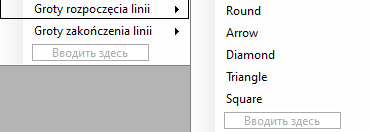 Groty rozpoczęcia linii
Groty zakończenia linii
Вводить здесь
Round
Arrow
Diamond
Triangle
Square
Вводить здесь